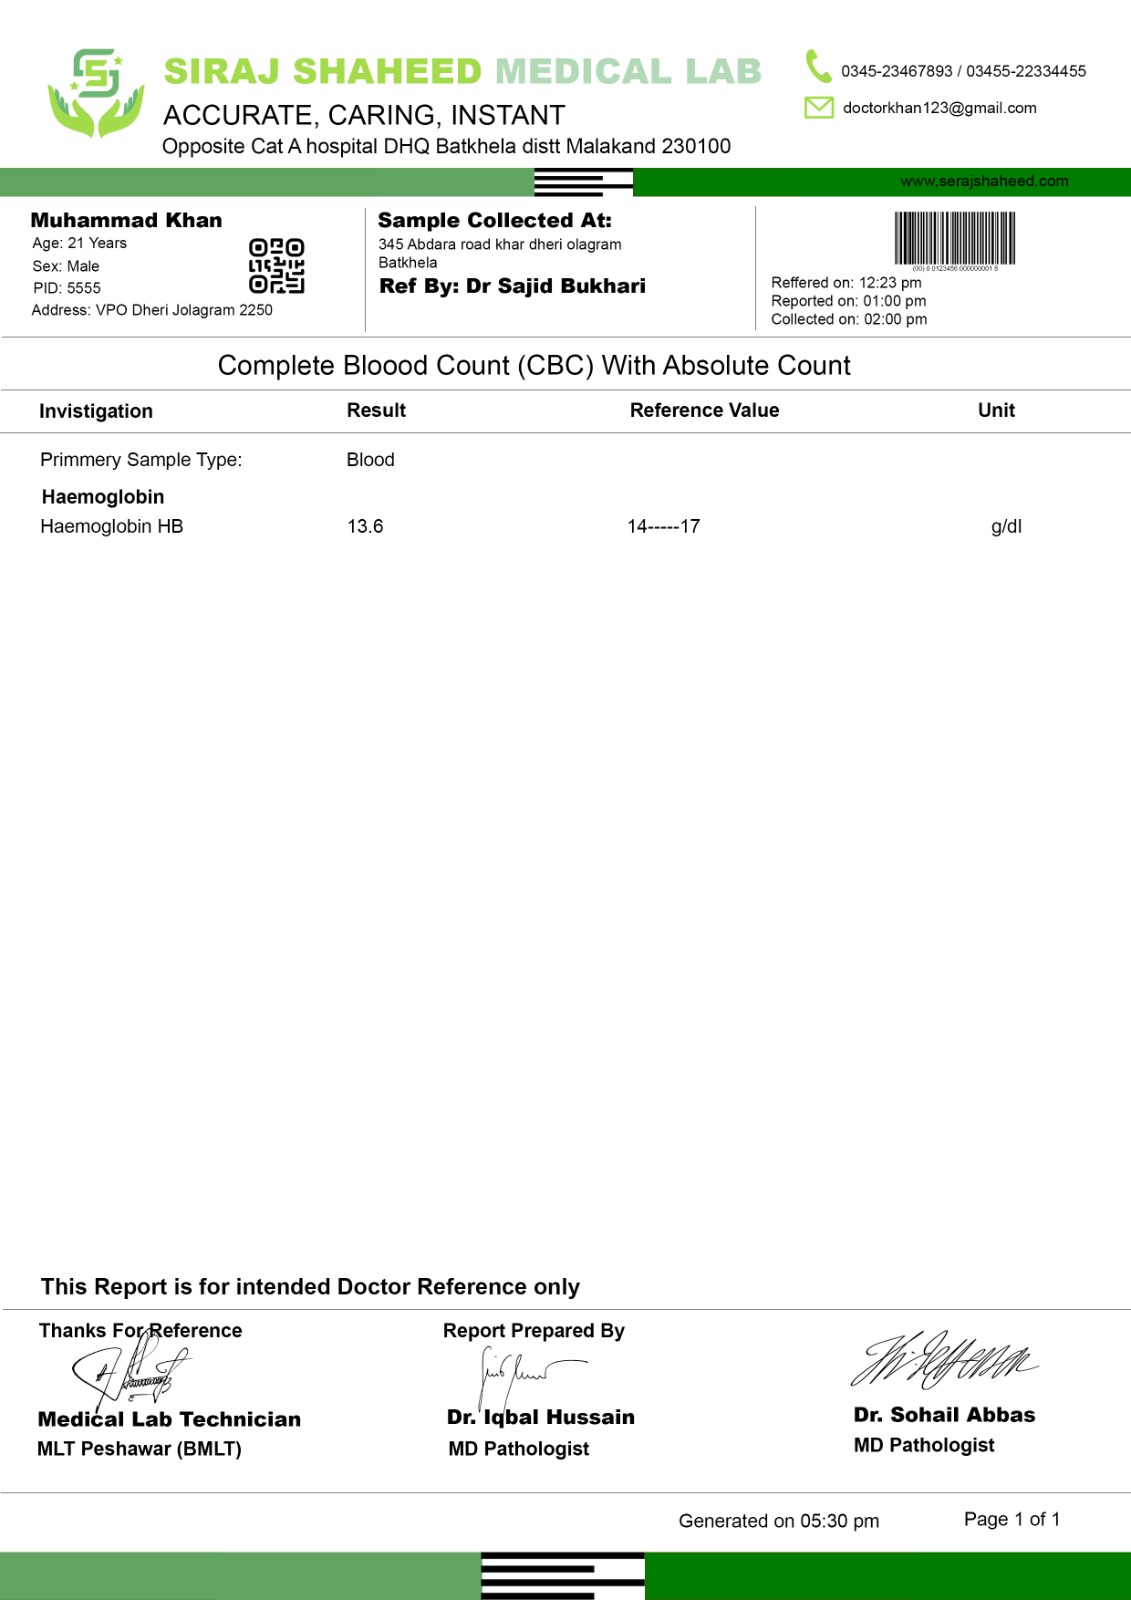 SIRAJ SHAHEED MEDICAL LAB
ACCURATE, CARING, INSTANT
Opposite Cat A hospital DHQ Batkhela distt Malakand 230100
0345-23467893 / 03455-22334455
doctorkhan123@gmail.com
www,serajshaheed.com
Muhammad Khan
Age: 21 Years
Sex: Male
PID: 5555
Address: VPO Dheri Jolagram 2250
Sample Collected At:
345 Abdara road khar dheri olagram
Batkhela
Ref By: Dr Sajid Bukhari
(00) 0 0123456 000000001 8
Reffered on: 12:23 pm
Reported on: 01:00 pm
Collected on: 02:00 pm
Complete Bloood Count (CBC) With Absolute Count
Invistigation Result Reference Value Unit
Primmery Sample Type: Blood
Haemoglobin
Haemoglobin HB 13.6 14-----17 g/dl
This Report is for intended Doctor Reference only
Thanks For Reference
Medical Lab Technician
MLT Peshawar (BMLT)
Report Prepared By
Dr. Iqbal Hussain
MD Pathologist
Dr. Sohail Abbas
MD Pathologist
Generated on 05:30 pm Page 1 of 1